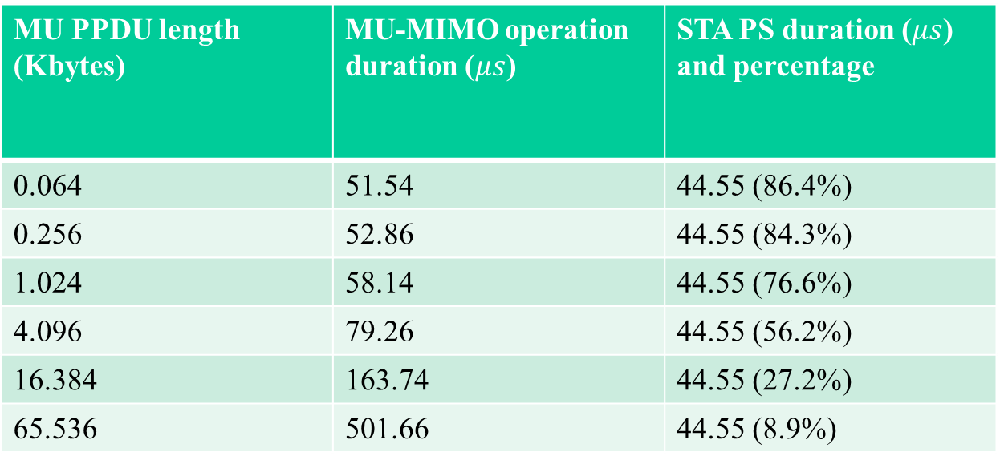 MU PPDU length (Kbytes) MU-MIMO operation duration (𝜇𝑠) STA PS duration (𝜇𝑠) and percentage
0.064 51.54 44.55 (86.4%)
0.256 52.86 44.55 (84.3%)
1.024 58.14 44.55 (76.6%)
4.096 79.26 44.55 (56.2%)
16.384 163.74 44.55 (27.2%)
65.536 501.66 44.55 (8.9%)